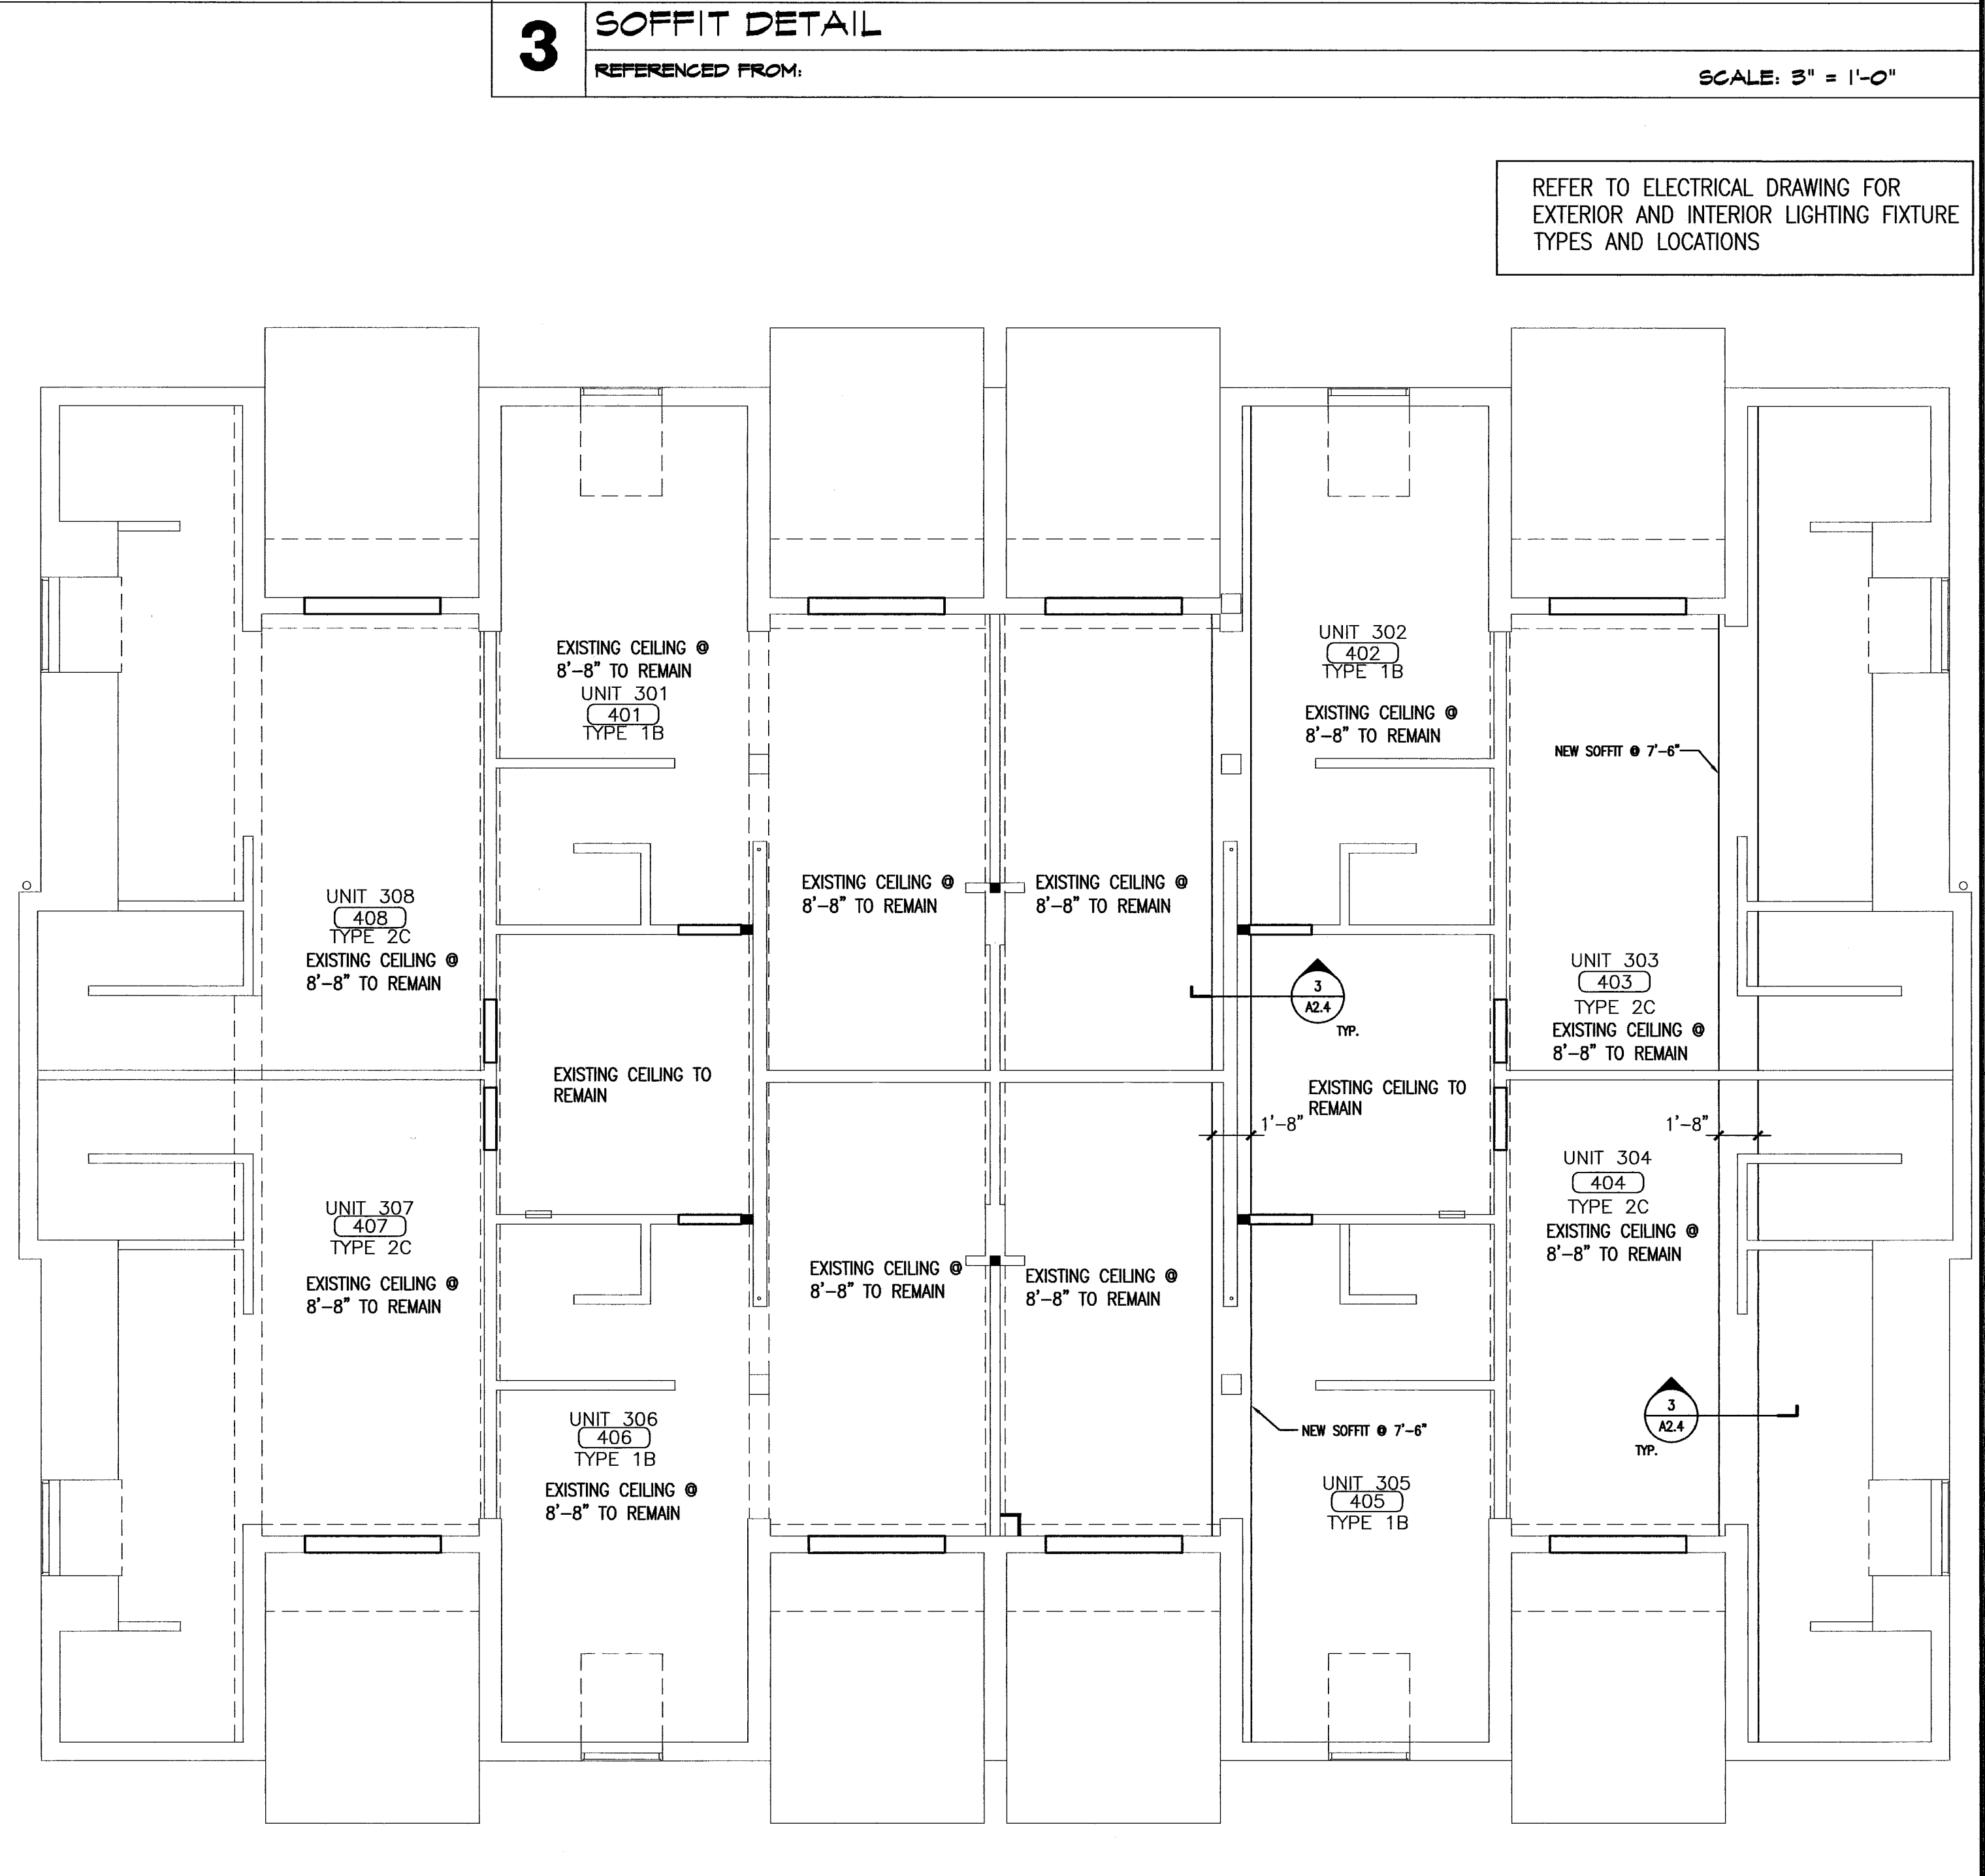 3
SOFFIT DETAIL
REFERENCED FROM:
SCALE: 3" = 1'-0"
REFER TO ELECTRICAL DRAWING FOR
EXTERIOR AND INTERIOR LIGHTING FIXTURE
TYPES AND LOCATIONS
EXISTING CEILING @
8'-8" TO REMAIN
UNIT 301
401
TYPE 1B
UNIT 302
402
TYPE 1B
EXISTING CEILING @
8'-8" TO REMAIN
NEW SOFFIT @ 7'-6"
UNIT 308
408
TYPE 2C
EXISTING CEILING @
8'-8" TO REMAIN
EXISTING CEILING @
8'-8" TO REMAIN
EXISTING CEILING @
8'-8" TO REMAIN
UNIT 303
403
TYPE 2C
EXISTING CEILING @
8'-8" TO REMAIN
3
A2.4
TYP.
EXISTING CEILING TO
REMAIN
EXISTING CEILING TO
REMAIN
1'-8"
1'-8"
UNIT 307
407
TYPE 2C
EXISTING CEILING @
8'-8" TO REMAIN
EXISTING CEILING @
8'-8" TO REMAIN
EXISTING CEILING @
8'-8" TO REMAIN
UNIT 304
404
TYPE 2C
EXISTING CEILING @
8'-8" TO REMAIN
UNIT 306
406
TYPE 1B
EXISTING CEILING @
8'-8" TO REMAIN
NEW SOFFIT @ 7'-6"
UNIT 305
405
TYPE 1B
3
A2.4
TYP.